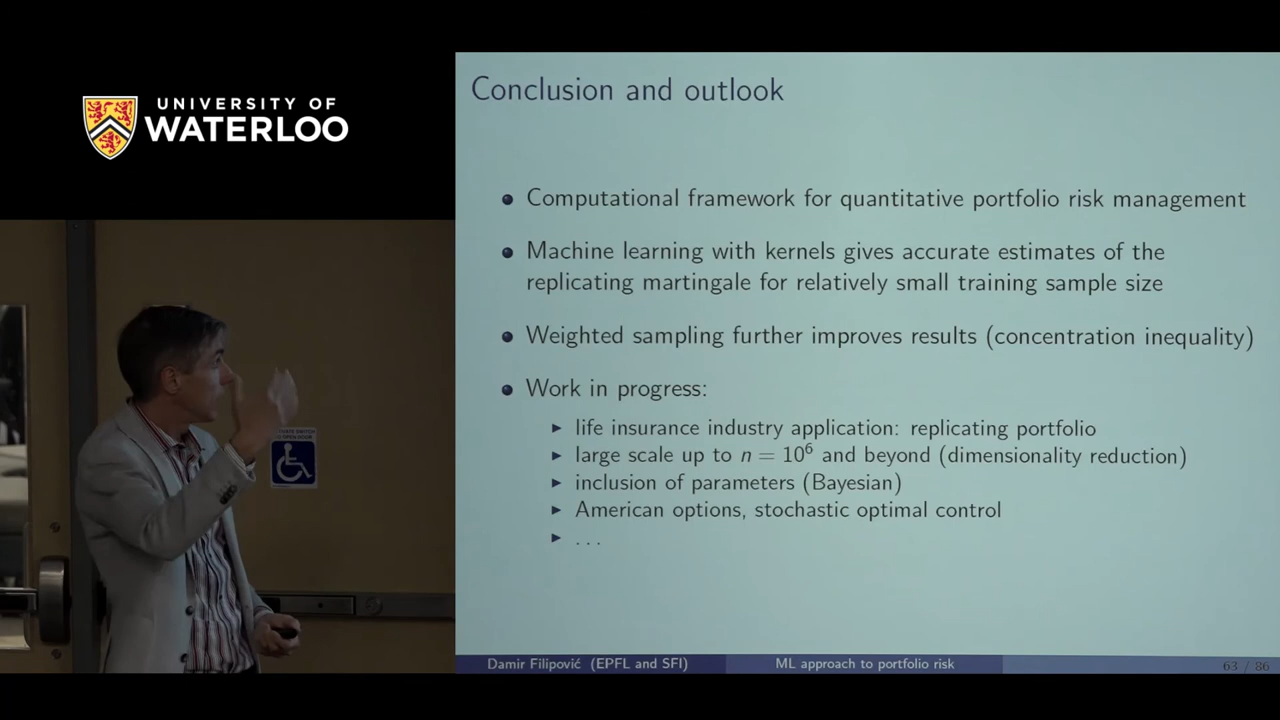 UNIVERSITY OF
WATERLOO
Conclusion and outlook
Computational framework for quantitative portfolio risk management
Machine learning with kernels gives accurate estimates of the
replicating martingale for relatively small training sample size
Weighted sampling further improves results (concentration inequality)
Work in progress:
life insurance industry application: replicating portfolio
large scale up to n = 10⁶ and beyond (dimensionality reduction)
inclusion of parameters (Bayesian)
American options, stochastic optimal control
...
Damir Filipović (EPFL and SFI)
ML approach to portfolio risk
63 / 86